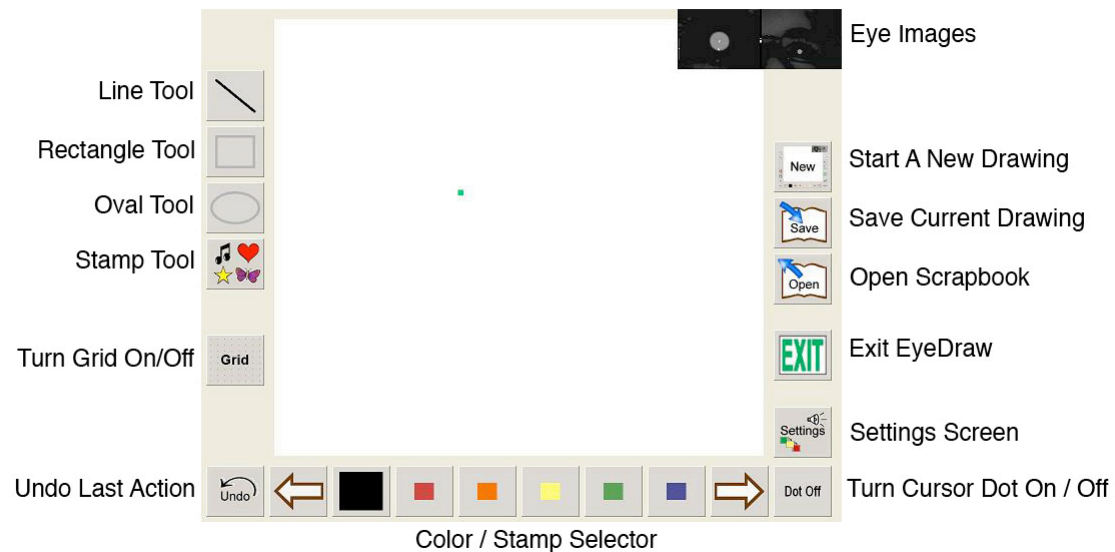 Eye Images
Line Tool
Rectangle Tool
Oval Tool
Stamp Tool
Turn Grid On/Off
Grid
New
Start A New Drawing
Save
Save Current Drawing
Open
Open Scrapbook
EXIT
Exit EyeDraw
Settings
Settings Screen
Undo Last Action
Undo
Dot Off
Turn Cursor Dot On / Off
Color / Stamp Selector